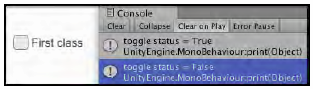 Console
Clear Collapse Clear on Play Error Pause
First class
toggle status = True
UnityEngine.MonoBehaviour:print(Object)
toggle status = False
UnityEngine.MonoBehaviour:print(Object)